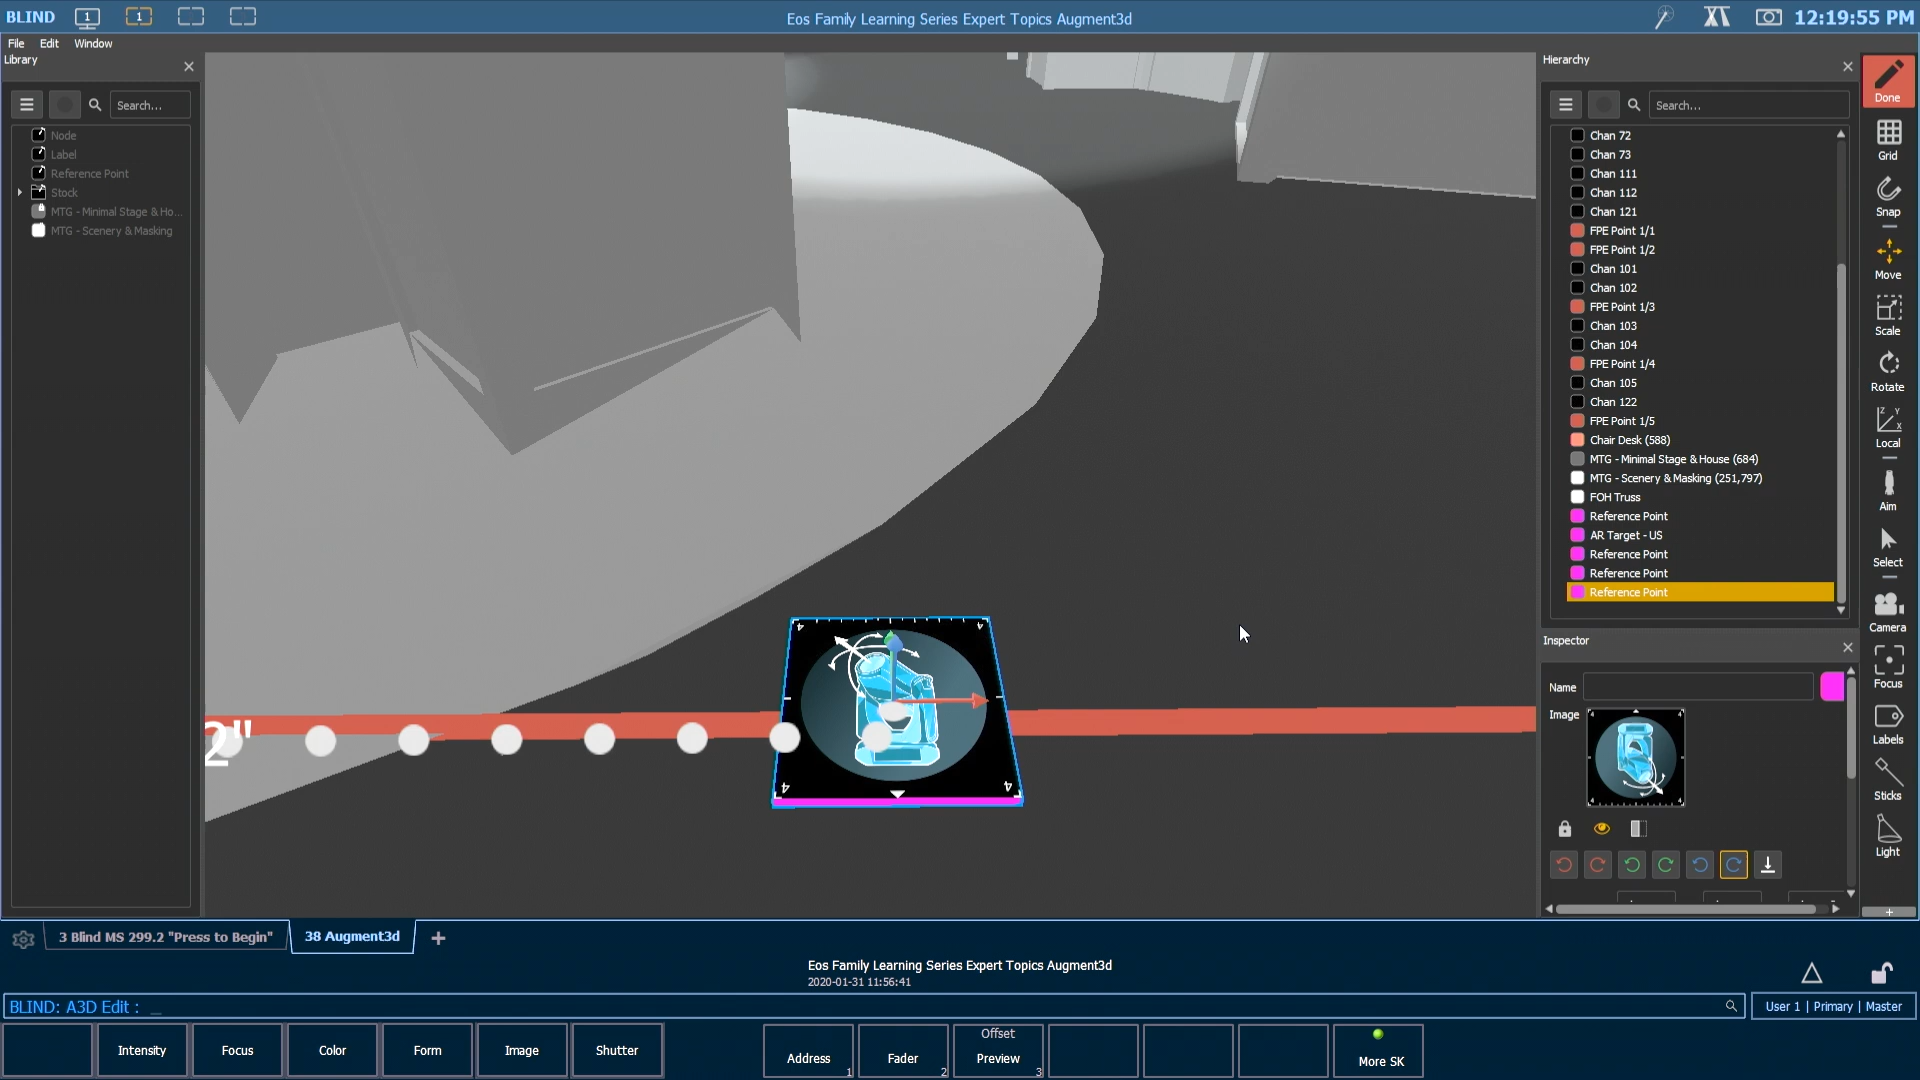 BLIND
1
1
Eos Family Learning Series Expert Topics Augment3d
12:19:55 PM
File Edit Window
Library
Search...
Node
Label
Reference Point
Stock
MTG - Minimal Stage & Ho...
MTG - Scenery & Masking
2"
4
4
4
4
Hierarchy
Search...
Chan 72
Chan 73
Chan 111
Chan 112
Chan 121
FPE Point 1/1
FPE Point 1/2
Chan 101
Chan 102
FPE Point 1/3
Chan 103
Chan 104
FPE Point 1/4
Chan 105
Chan 122
FPE Point 1/5
Chair Desk (588)
MTG - Minimal Stage & House (684)
MTG - Scenery & Masking (251,797)
FOH Truss
Reference Point
AR Target - US
Reference Point
Reference Point
Reference Point
Inspector
Name
Image
Done
Grid
Snap
Move
Scale
Rotate
Z Y X
Local
Aim
Select
Camera
Focus
Labels
Sticks
Light
3 Blind MS 299.2 "Press to Begin"
38 Augment3d
Eos Family Learning Series Expert Topics Augment3d
2020-01-31 11:56:41
BLIND: A3D Edit : _
User 1 | Primary | Master
Intensity
Focus
Color
Form
Image
Shutter
Address 1
Fader 2
Offset
Preview 3
More SK